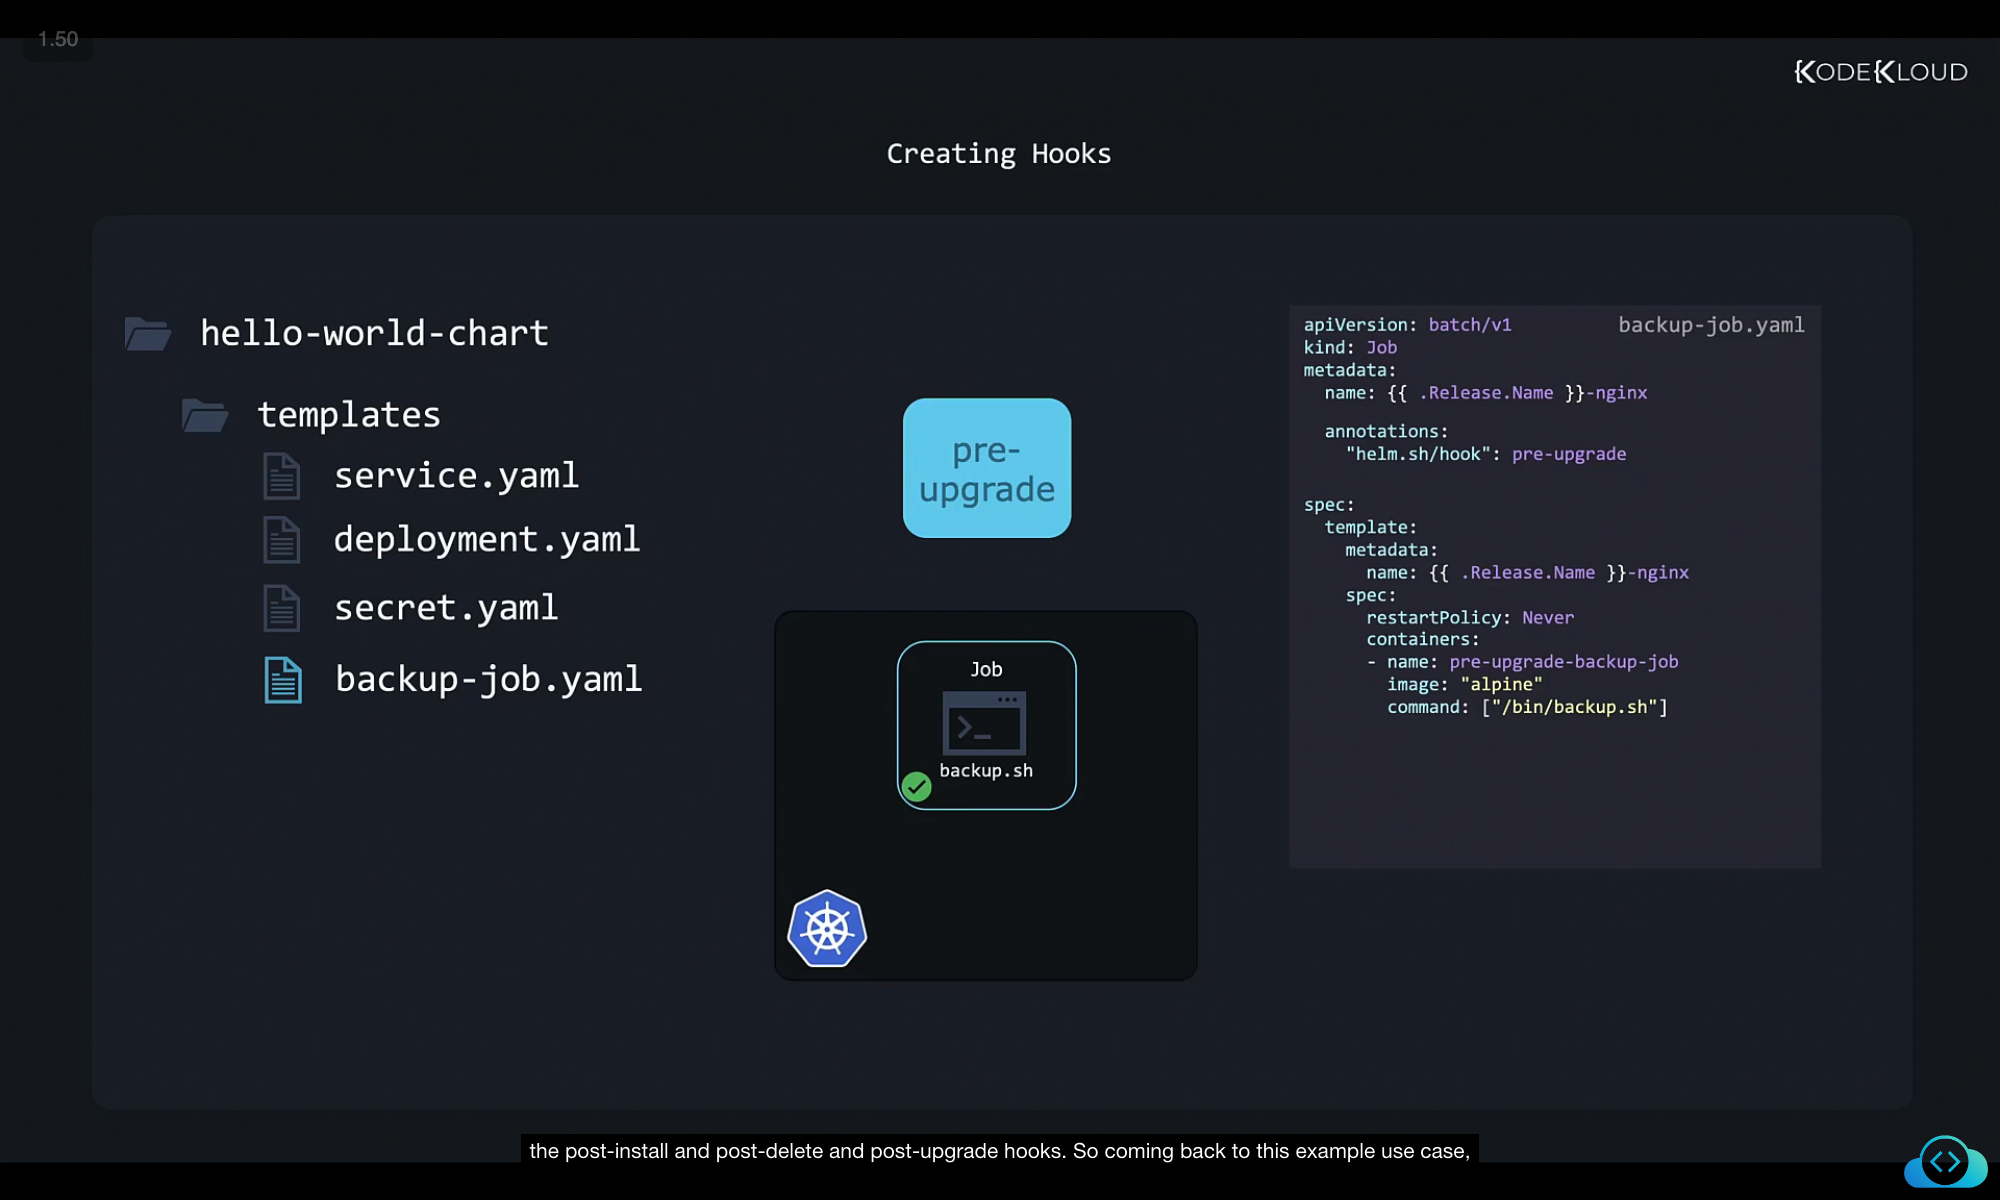 1.50
KODEKLOUD
Creating Hooks
hello-world-chart
templates
service.yaml
deployment.yaml
secret.yaml
backup-job.yaml
pre-
upgrade
Job
>_
backup.sh
backup-job.yaml
apiVersion: batch/v1
kind: Job
metadata:
  name: {{ .Release.Name }}-nginx
  annotations:
    "helm.sh/hook": pre-upgrade
spec:
  template:
    metadata:
      name: {{ .Release.Name }}-nginx
    spec:
      restartPolicy: Never
      containers:
      - name: pre-upgrade-backup-job
        image: "alpine"
        command: ["/bin/backup.sh"]
the post-install and post-delete and post-upgrade hooks. So coming back to this example use case,